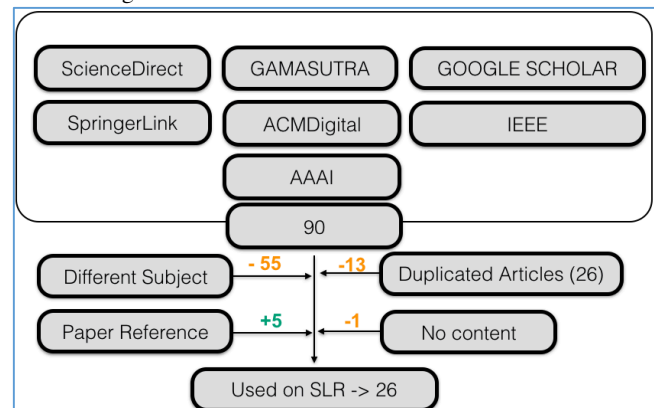 ScienceDirect GAMASUTRA GOOGLE SCHOLAR
SpringerLink ACMDigital IEEE
AAAI
90
- 55 -13
Different Subject Duplicated Articles (26)
+5 -1
Paper Reference No content
Used on SLR -> 26